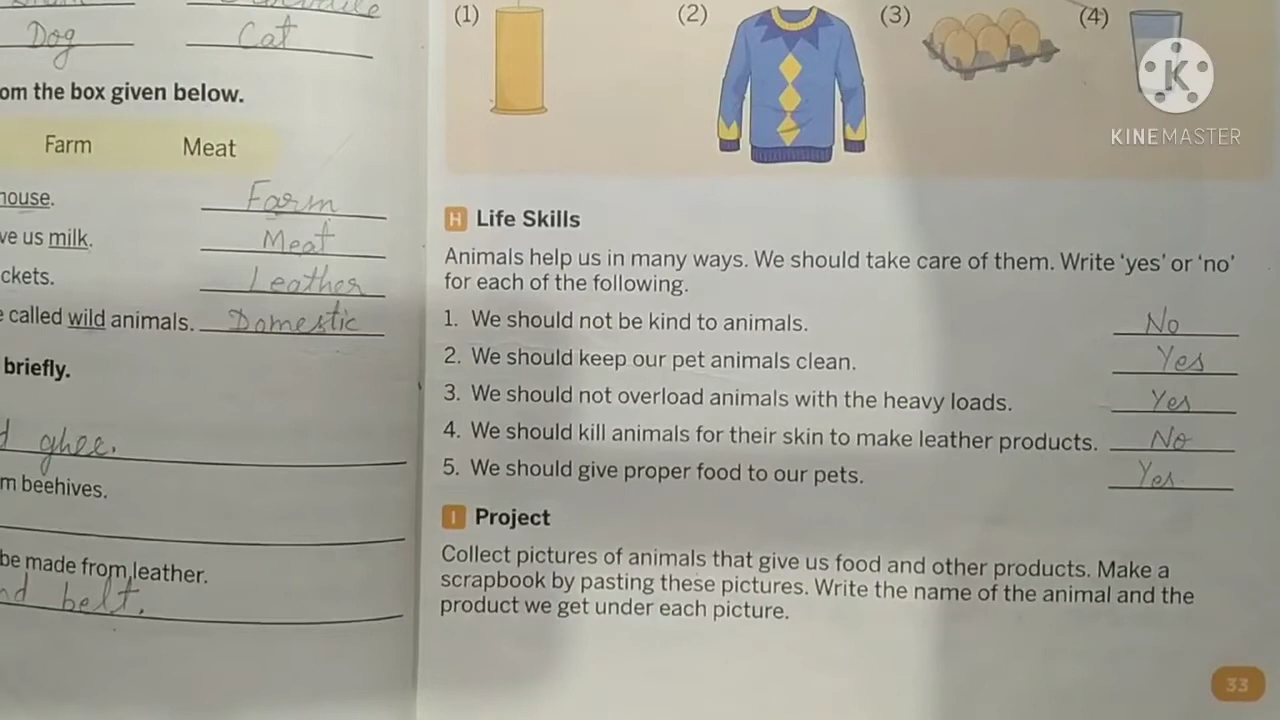 Dog Cat
om the box given below.
Farm Meat
house. Farm
ve us milk. Meat
ckets. Leather
e called wild animals. Domestic
briefly.
ghee.
m beehives.
be made from leather.
nd belt.
(1) (2) (3) (4)
K
KINEMASTER
H Life Skills
Animals help us in many ways. We should take care of them. Write ‘yes’ or ‘no’
for each of the following.
1. We should not be kind to animals. No
2. We should keep our pet animals clean. Yes
3. We should not overload animals with the heavy loads. Yes
4. We should kill animals for their skin to make leather products. No
5. We should give proper food to our pets. Yes
I Project
Collect pictures of animals that give us food and other products. Make a
scrapbook by pasting these pictures. Write the name of the animal and the
product we get under each picture.
33